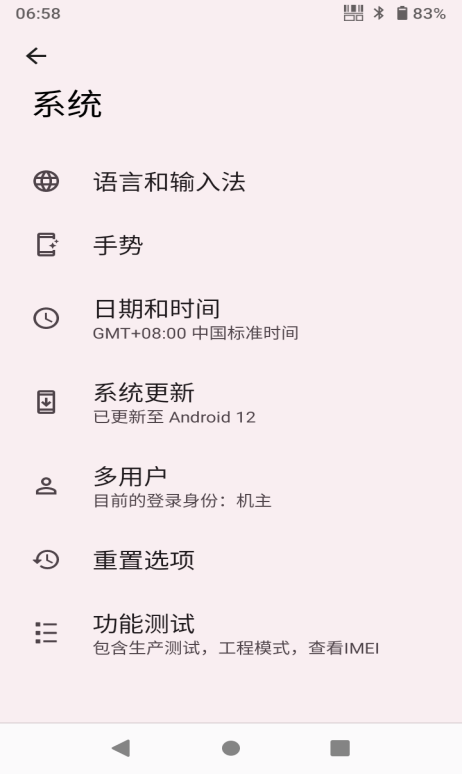 06:58
83%
系统
语言和输入法
手势
日期和时间
GMT+08:00 中国标准时间
系统更新
已更新至 Android 12
多用户
目前的登录身份：机主
重置选项
功能测试
包含生产测试，工程模式，查看IMEI